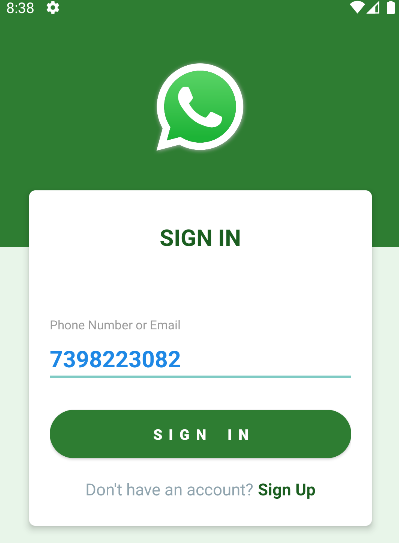 8:38
SIGN IN
Phone Number or Email
7398223082
SIGN IN
Don't have an account? Sign Up